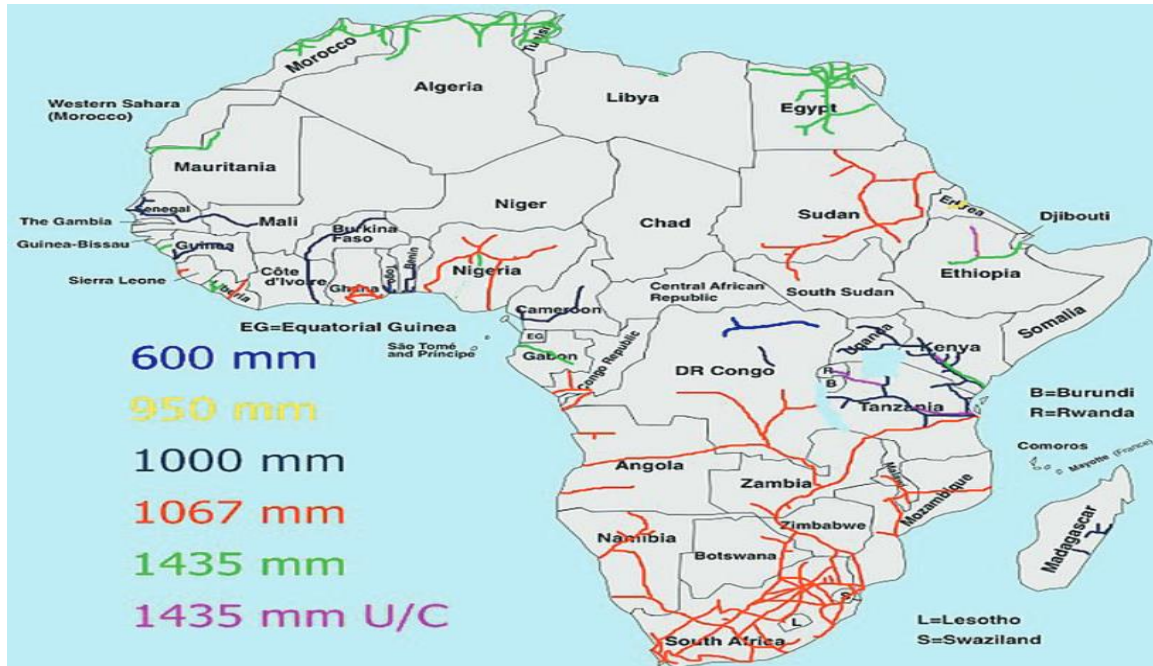 Morocco
Tunisia
Algeria
Libya
Egypt
Western Sahara
(Morocco)
Mauritania
Mali
Niger
Chad
Sudan
Eritrea
Djibouti
Senegal
The Gambia
Guinea-Bissau
Guinea
Sierra Leone
Liberia
Côte
d'Ivoire
Burkina
Faso
Ghana
Togo
Benin
Nigeria
Cameroon
Central African
Republic
South Sudan
Ethiopia
Somalia
EG=Equatorial Guinea
São Tomé
and Príncipe
EG
Gabon
Congo Republic
DR Congo
Uganda
Kenya
R
B
Tanzania
B=Burundi
R=Rwanda
Comoros
Mayotte (France)
Angola
Zambia
Malawi
Mozambique
Zimbabwe
Namibia
Botswana
Madagascar
South Africa
L
S
L=Lesotho
S=Swaziland
600 mm
950 mm
1000 mm
1067 mm
1435 mm
1435 mm U/C